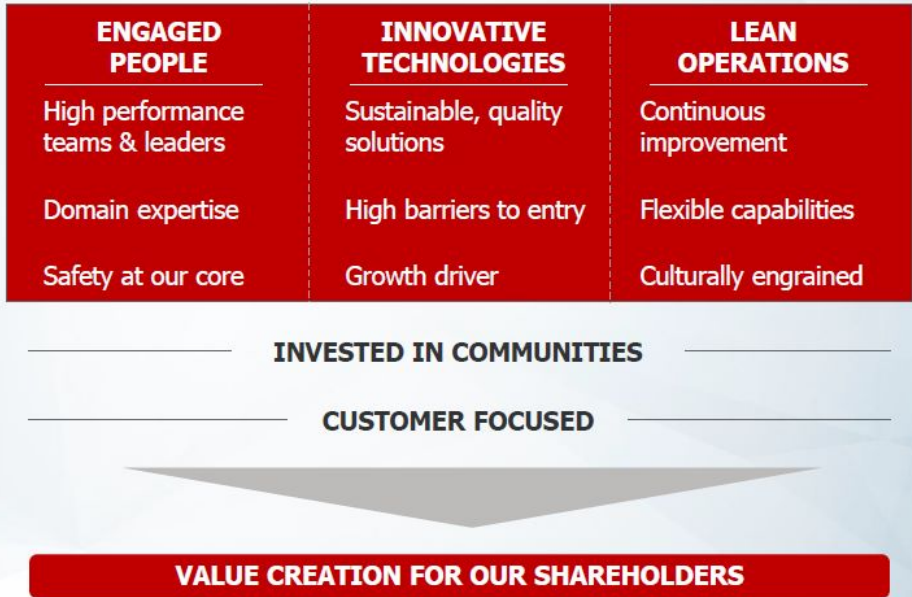 ENGAGED
PEOPLE
High performance
teams & leaders
Domain expertise
Safety at our core
INNOVATIVE
TECHNOLOGIES
Sustainable, quality
solutions
High barriers to entry
Growth driver
LEAN
OPERATIONS
Continuous
improvement
Flexible capabilities
Culturally engrained
INVESTED IN COMMUNITIES
CUSTOMER FOCUSED
VALUE CREATION FOR OUR SHAREHOLDERS